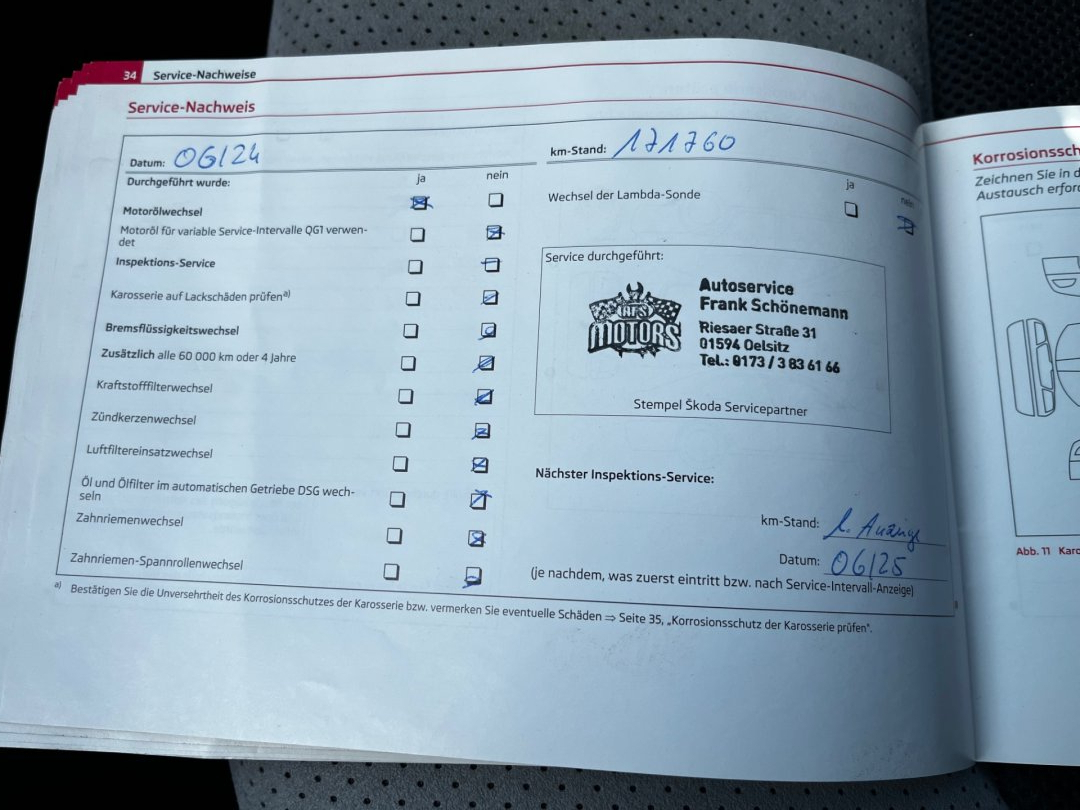 34 Service-Nachweise
Service-Nachweis
Datum: 06/24
km-Stand: 171760
Durchgeführt wurde:
ja nein
Motorölwechsel
Motoröl für variable Service-Intervalle QG1 verwen-
det
Inspektions-Service
Karosserie auf Lackschäden prüfen a)
Bremsflüssigkeitswechsel
Zusätzlich alle 60 000 km oder 4 Jahre
Kraftstofffilterwechsel
Zündkerzenwechsel
Luftfiltereinsatzwechsel
Öl und Ölfilter im automatischen Getriebe DSG wech-
seln
Zahnriemenwechsel
Zahnriemen-Spannrollenwechsel
ja nein
Wechsel der Lambda-Sonde
Service durchgeführt:
MOTORS
Autoservice
Frank Schönemann
Riesaer Straße 31
01594 Oelsitz
Tel.: 0173 / 3 83 61 66
Stempel Škoda Servicepartner
Nächster Inspektions-Service:
km-Stand: l. Anzeige
Datum: 06/25
(je nachdem, was zuerst eintritt bzw. nach Service-Intervall-Anzeige)
a) Bestätigen Sie die Unversehrtheit des Korrosionsschutzes der Karosserie bzw. vermerken Sie eventuelle Schäden ⇒ Seite 35, „Korrosionsschutz der Karosserie prüfen“.
Korrosionssch
Zeichnen Sie in d
Austausch erford
Abb. 11 Karo